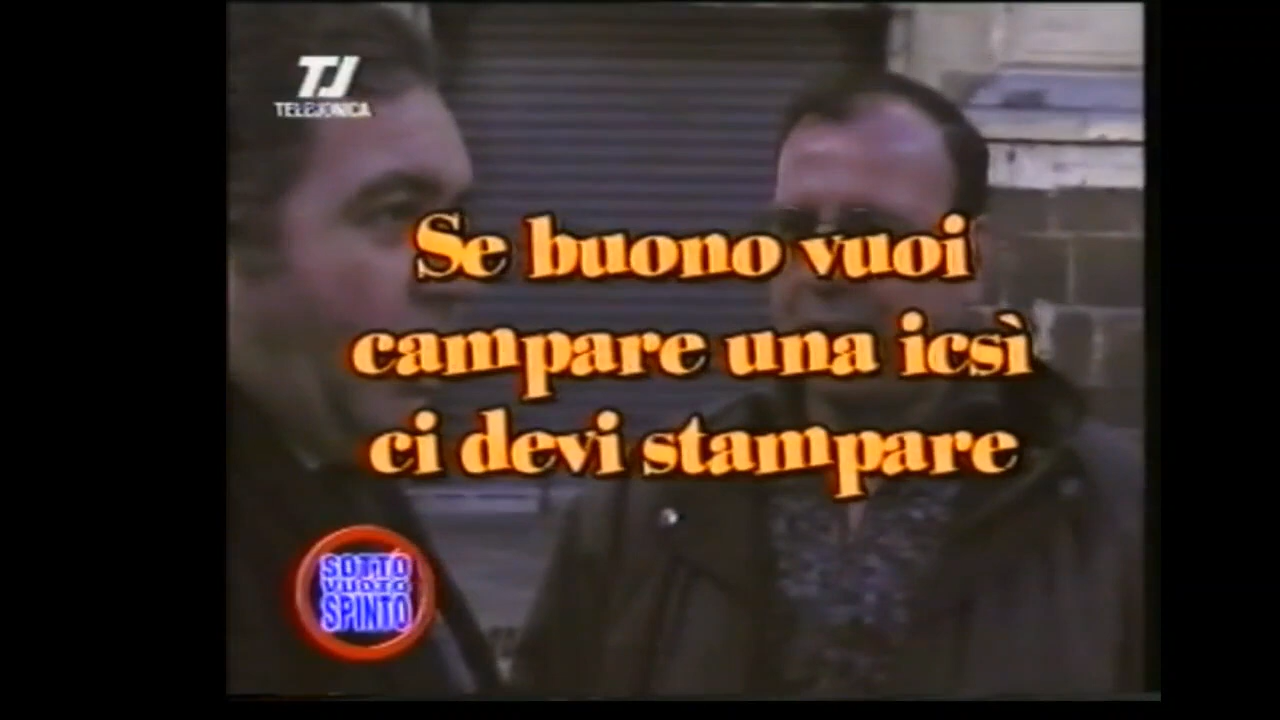 TJ
TELEJONICA
Se buono vuoi
campare una icsì
ci devi stampare
SOTTO
VUOTO
SPINTO